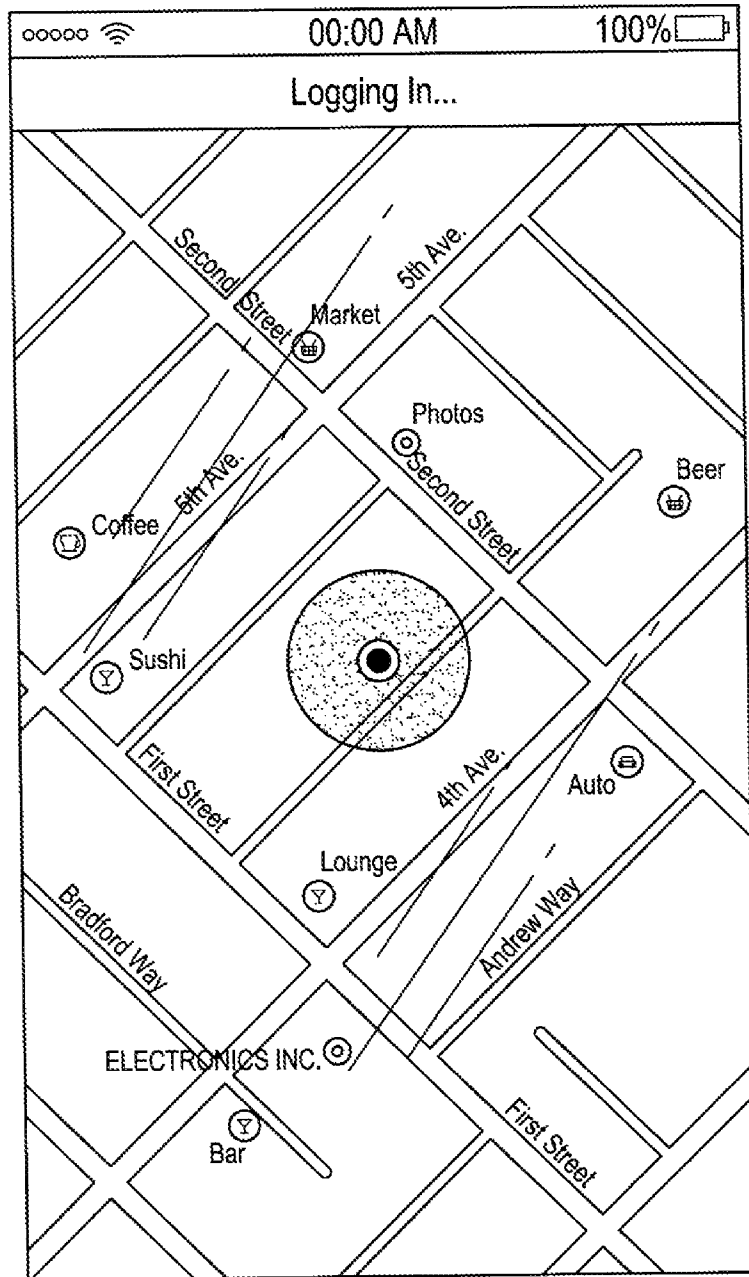 00:00 AM 100%
Logging In...
Second Street
5th Ave.
Market
Photos
Second Street
Beer
5th Ave.
Coffee
Sushi
First Street
4th Ave.
Auto
Lounge
Bradford Way
Andrew Way
ELECTRONICS INC.
Bar
First Street